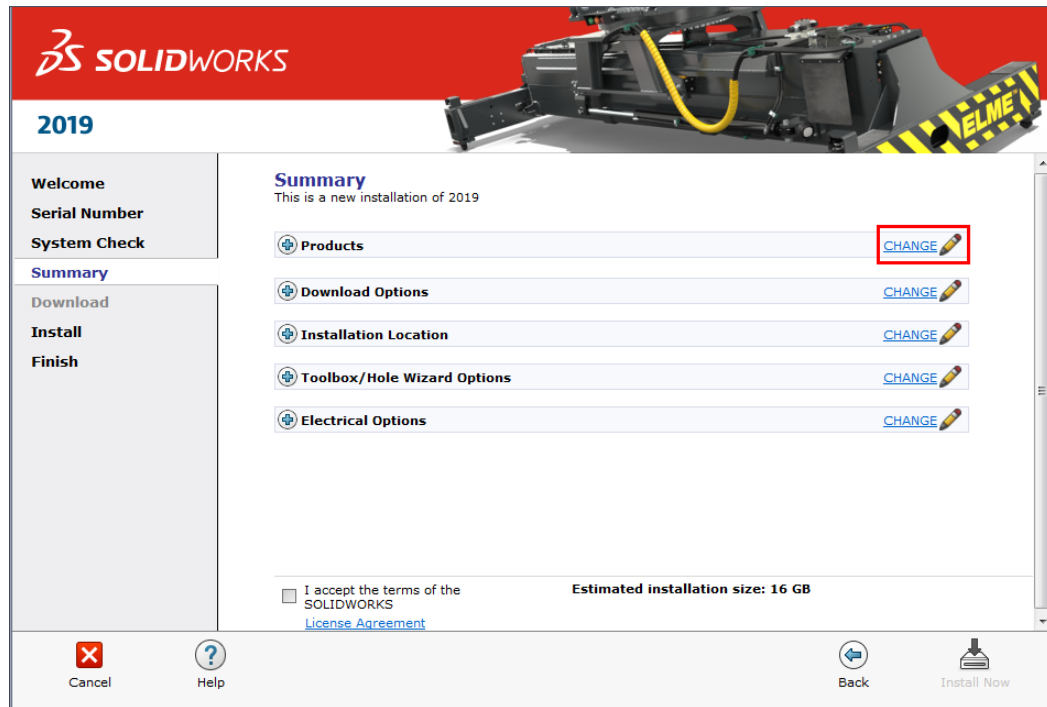 SOLIDWORKS
ELME
2019
Welcome
Serial Number
System Check
Summary
Download
Install
Finish
Summary
This is a new installation of 2019
Products CHANGE
Download Options CHANGE
Installation Location CHANGE
Toolbox/Hole Wizard Options CHANGE
Electrical Options CHANGE
I accept the terms of the
SOLIDWORKS
License Agreement
Estimated installation size: 16 GB
Cancel
Help
Back
Install Now